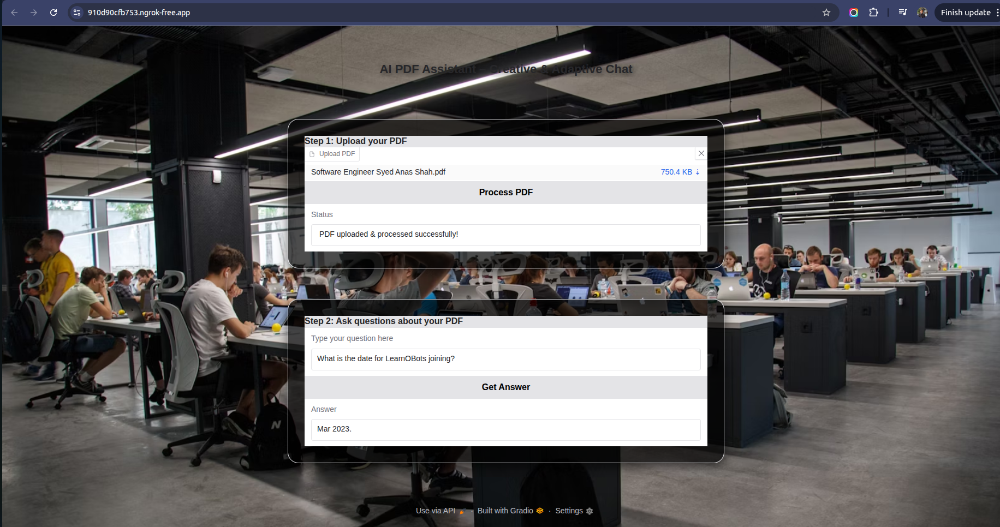 910d90cfb753.ngrok-free.app
Finish update
AI PDF Assistant – Creative & Adaptive Chat
Step 1: Upload your PDF
Upload PDF
Software Engineer Syed Anas Shah.pdf
750.4 KB ⇣
Process PDF
Status
PDF uploaded & processed successfully!
Step 2: Ask questions about your PDF
Type your question here
What is the date for LearnOBots joining?
Get Answer
Answer
Mar 2023.
N
Use via API · Built with Gradio · Settings